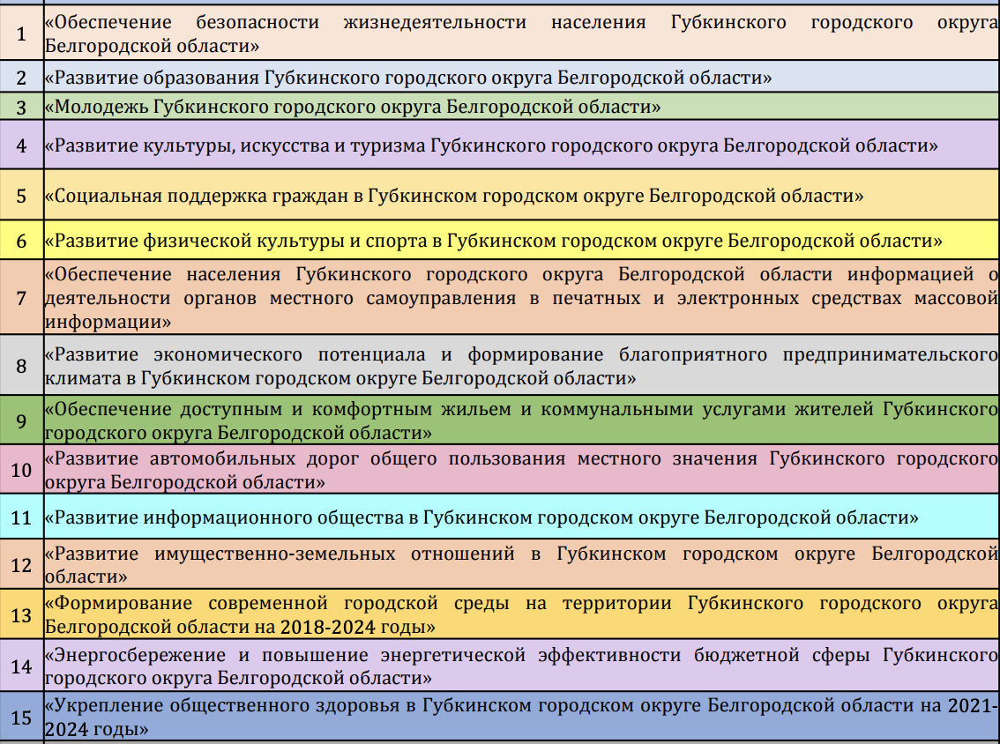 1
«Обеспечение безопасности жизнедеятельности населения Губкинского городского округа
Белгородской области»
2
«Развитие образования Губкинского городского округа Белгородской области»
3
«Молодежь Губкинского городского округа Белгородской области»
4
«Развитие культуры, искусства и туризма Губкинского городского округа Белгородской области»
5
«Социальная поддержка граждан в Губкинском городском округе Белгородской области»
6
«Развитие физической культуры и спорта в Губкинском городском округе Белгородской области»
7
«Обеспечение населения Губкинского городского округа Белгородской области информацией о
деятельности органов местного самоуправления в печатных и электронных средствах массовой
информации»
8
«Развитие экономического потенциала и формирование благоприятного предпринимательского
климата в Губкинском городском округе Белгородской области»
9
«Обеспечение доступным и комфортным жильем и коммунальными услугами жителей Губкинского
городского округа Белгородской области»
10
«Развитие автомобильных дорог общего пользования местного значения Губкинского городского
округа Белгородской области»
11
«Развитие информационного общества в Губкинском городском округе Белгородской области»
12
«Развитие имущественно-земельных отношений в Губкинском городском округе Белгородской
области»
13
«Формирование современной городской среды на территории Губкинского городского округа
Белгородской области на 2018-2024 годы»
14
«Энергосбережение и повышение энергетической эффективности бюджетной сферы Губкинского
городского округа Белгородской области»
15
«Укрепление общественного здоровья в Губкинском городском округе Белгородской области на 2021-
2024 годы»